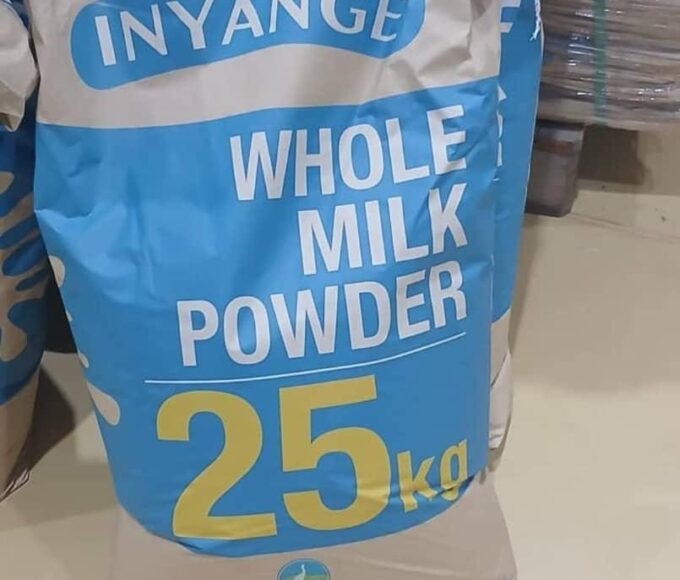 INYANGE
WHOLE
MILK
POWDER
25kg